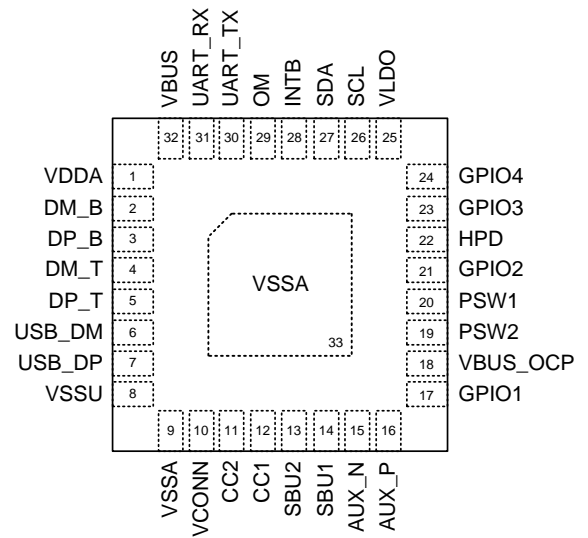 VBUS
UART_RX
UART_TX
OM
INTB
SDA
SCL
VLDO
32
31
30
29
28
27
26
25
VDDA 1
DM_B 2
DP_B 3
DM_T 4
DP_T 5
USB_DM 6
USB_DP 7
VSSU 8
VSSA
33
24 GPIO4
23 GPIO3
22 HPD
21 GPIO2
20 PSW1
19 PSW2
18 VBUS_OCP
17 GPIO1
9
10
11
12
13
14
15
16
VSSA
VCONN
CC2
CC1
SBU2
SBU1
AUX_N
AUX_P